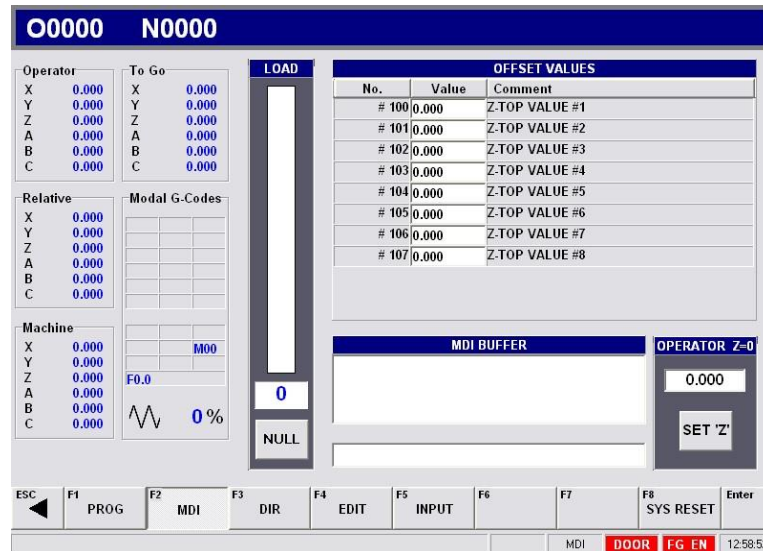 O0000 N0000
Operator
X 0.000
Y 0.000
Z 0.000
A 0.000
B 0.000
C 0.000
To Go
X 0.000
Y 0.000
Z 0.000
A 0.000
B 0.000
C 0.000
Relative
X 0.000
Y 0.000
Z 0.000
A 0.000
B 0.000
C 0.000
Modal G-Codes
M00
F0.0
0 %
Machine
X 0.000
Y 0.000
Z 0.000
A 0.000
B 0.000
C 0.000
LOAD
0
NULL
OFFSET VALUES
No. Value Comment
# 100 0.000 Z-TOP VALUE #1
# 101 0.000 Z-TOP VALUE #2
# 102 0.000 Z-TOP VALUE #3
# 103 0.000 Z-TOP VALUE #4
# 104 0.000 Z-TOP VALUE #5
# 105 0.000 Z-TOP VALUE #6
# 106 0.000 Z-TOP VALUE #7
# 107 0.000 Z-TOP VALUE #8
MDI BUFFER
OPERATOR Z=0
0.000
SET 'Z'
ESC F1 PROG F2 MDI F3 DIR F4 EDIT F5 INPUT F6 F7 F8 SYS RESET Enter
MDI DOOR FG EN 12:58:5